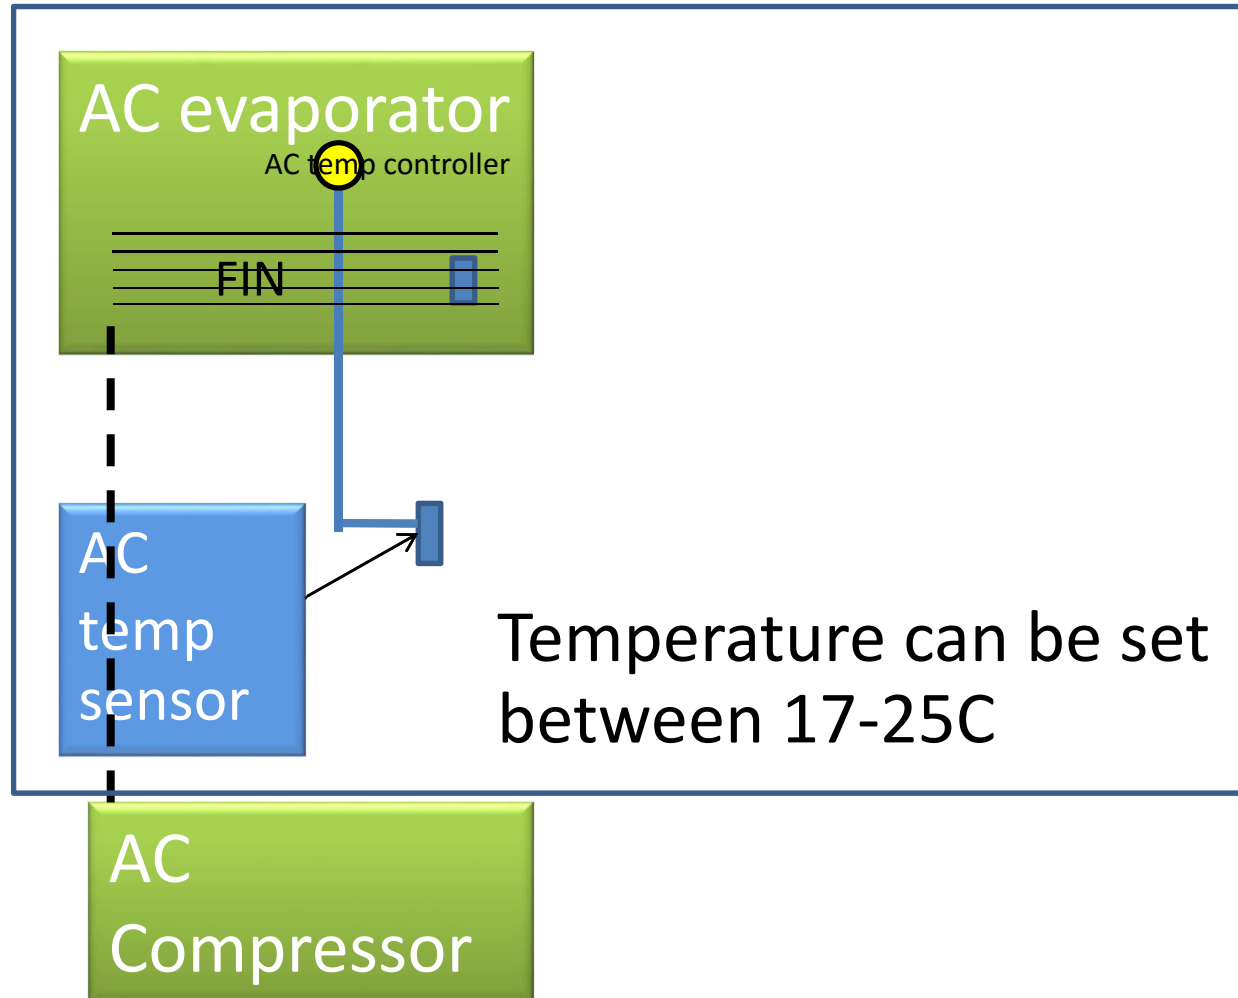 AC evaporator
AC temp controller
FIN
AC
temp
sensor
Temperature can be set
between 17-25C
AC
Compressor